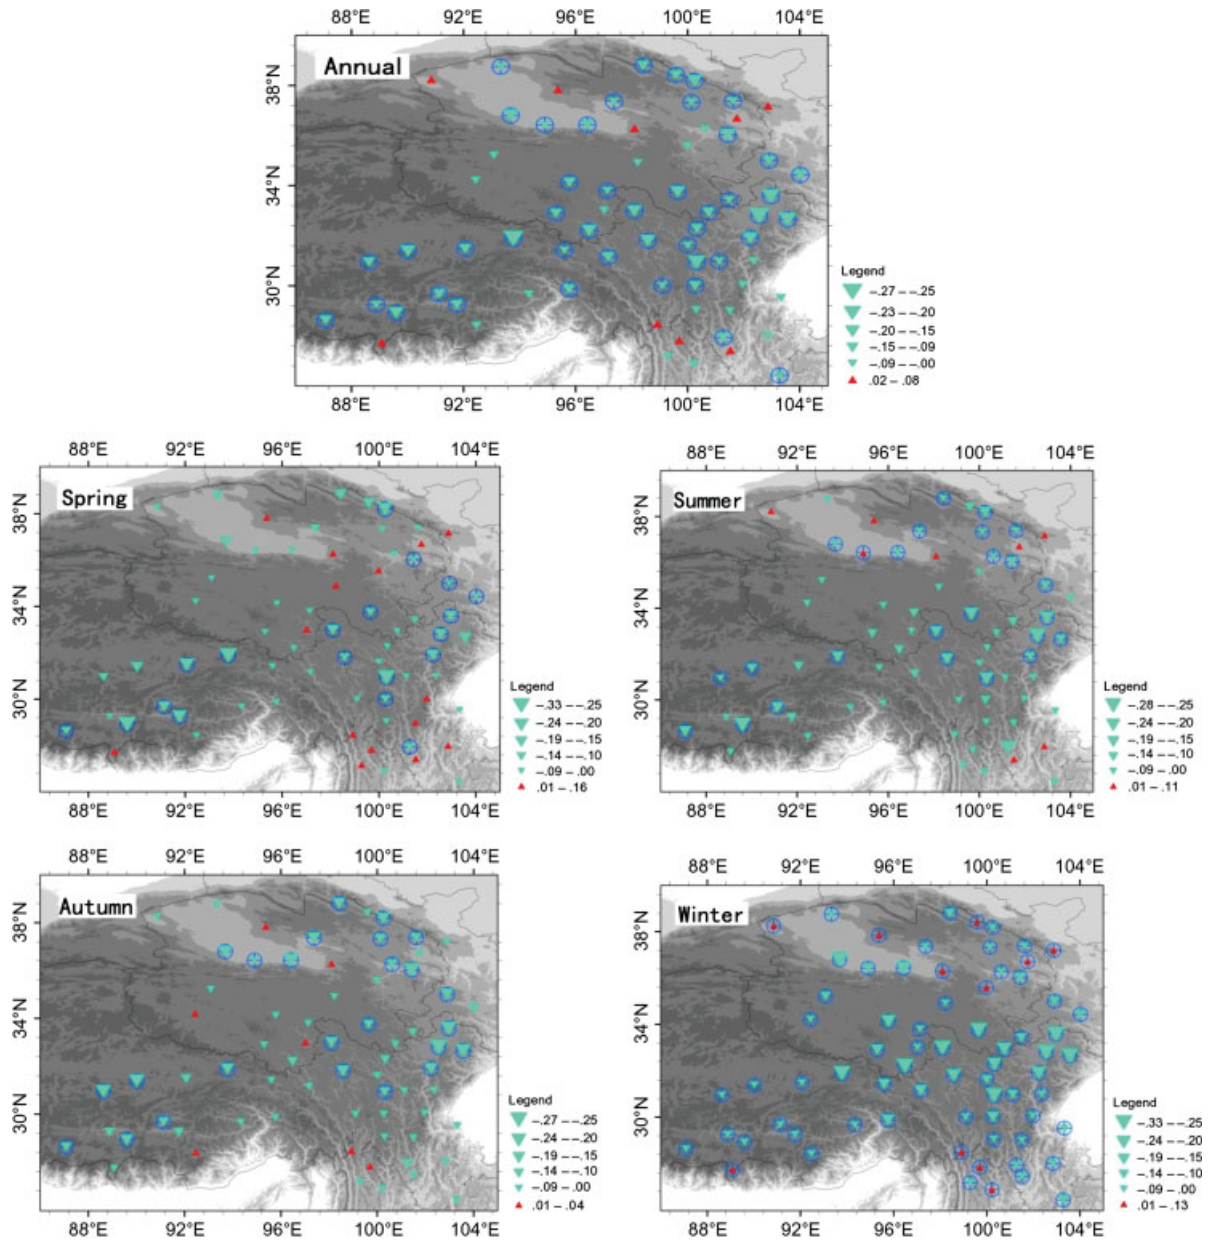 88°E 92°E 96°E 100°E 104°E
Annual
38°N
34°N
30°N
Legend
-.27 --.25
-.23 --.20
-.20 --.15
-.15 --.09
-.09 --.00
.02 - .08
88°E 92°E 96°E 100°E 104°E
88°E 92°E 96°E 100°E 104°E
Spring
38°N
34°N
30°N
Legend
-.33 --.25
-.24 --.20
-.19 --.15
-.14 --.10
-.09 -.00
.01 - .16
88°E 92°E 96°E 100°E 104°E
88°E 92°E 96°E 100°E 104°E
Summer
38°N
34°N
30°N
Legend
-.28 --.25
-.24 --.20
-.19 --.15
-.14 --.10
-.09 -.00
.01 - .11
88°E 92°E 96°E 100°E 104°E
88°E 92°E 96°E 100°E 104°E
Autumn
38°N
34°N
30°N
Legend
-.27 --.25
-.24 --.20
-.19 --.15
-.14 --.10
-.09 -.00
.01 - .04
88°E 92°E 96°E 100°E 104°E
88°E 92°E 96°E 100°E 104°E
Winter
38°N
34°N
30°N
Legend
-.33 --.25
-.24 --.20
-.19 --.15
-.14 --.10
-.09 -.00
.01 - .13
88°E 92°E 96°E 100°E 104°E